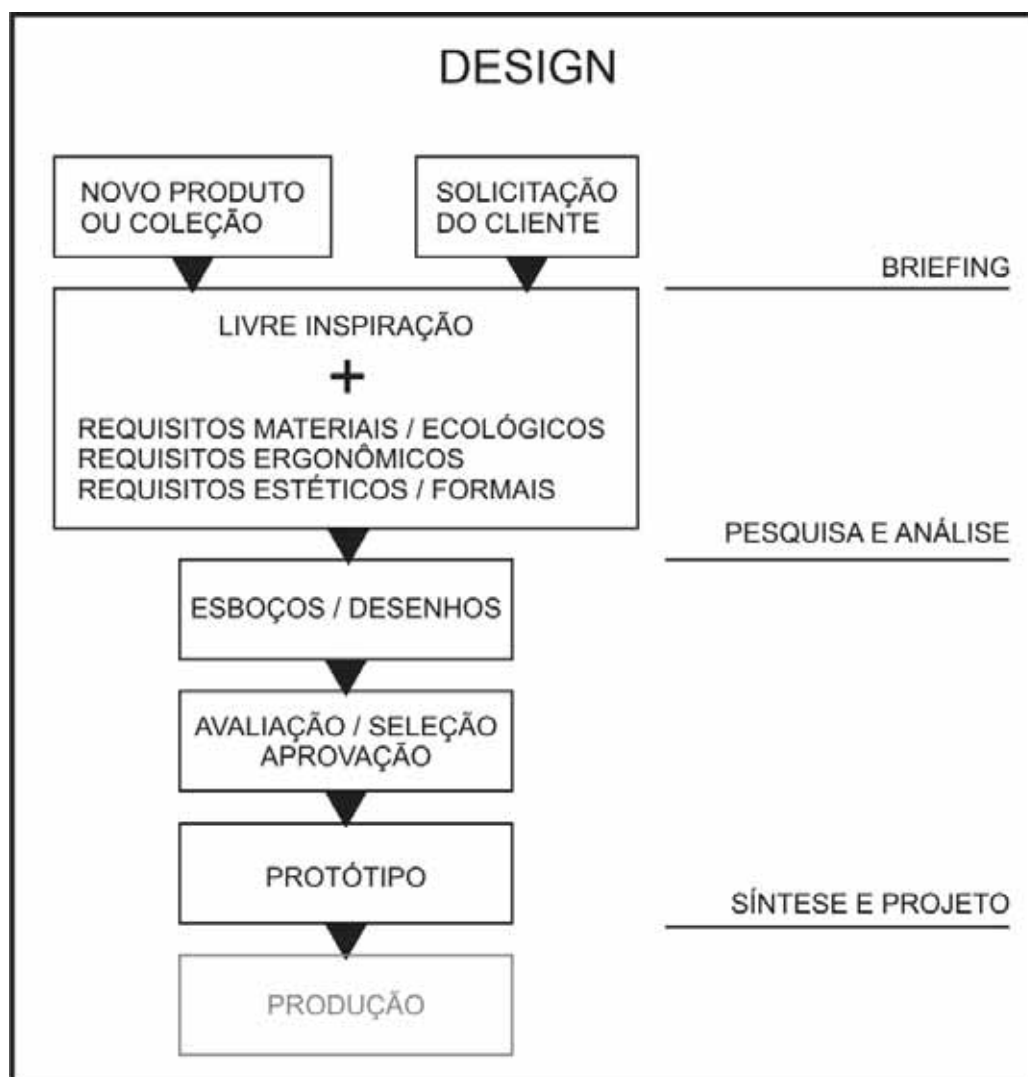 DESIGN
NOVO PRODUTO
OU COLEÇÃO
SOLICITAÇÃO
DO CLIENTE
BRIEFING
LIVRE INSPIRAÇÃO
+
REQUISITOS MATERIAIS / ECOLÓGICOS
REQUISITOS ERGONÔMICOS
REQUISITOS ESTÉTICOS / FORMAIS
PESQUISA E ANÁLISE
ESBOÇOS / DESENHOS
AVALIAÇÃO / SELEÇÃO
APROVAÇÃO
PROTÓTIPO
SÍNTESE E PROJETO
PRODUÇÃO